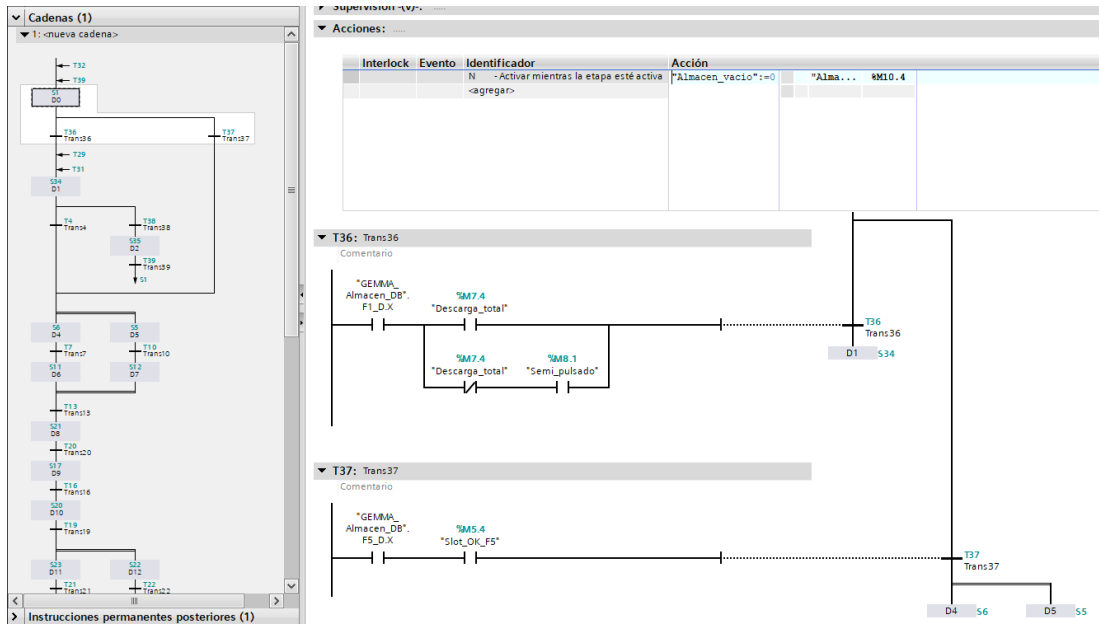 Cadenas (1)
1: <nueva cadena>
T32
T39
S1
D0
T36
Trans36
T37
Trans37
T29
T31
S34
D1
T4
Trans4
T38
Trans38
S35
D2
T39
Trans39
S1
S6
D4
S5
D5
T7
Trans7
T10
Trans10
S11
D6
S12
D7
T13
Trans13
S21
D8
T20
Trans20
S17
D9
T16
Trans16
S20
D10
T19
Trans19
S23
D11
S22
D12
T21
Trans21
T22
Trans22
Instrucciones permanentes posteriores (1)
Supervisión -(v)-: .....
Acciones: .....
Interlock Evento Identificador Acción
N - Activar mientras la etapa esté activa "Almacen_vacio":=0 "Alma... %M10.4
<agregar>
T36: Trans36
Comentario
"GEMMA_
Almacen_DB".
F1_D.X
%M7.4
"Descarga_total"
%M7.4
"Descarga_total"
%M8.1
"Semi_pulsado"
T36
Trans36
D1 S34
T37: Trans37
Comentario
"GEMMA_
Almacen_DB".
F5_D.X
%M5.4
"Slot_OK_F5"
T37
Trans37
D4 S6
D5 S5